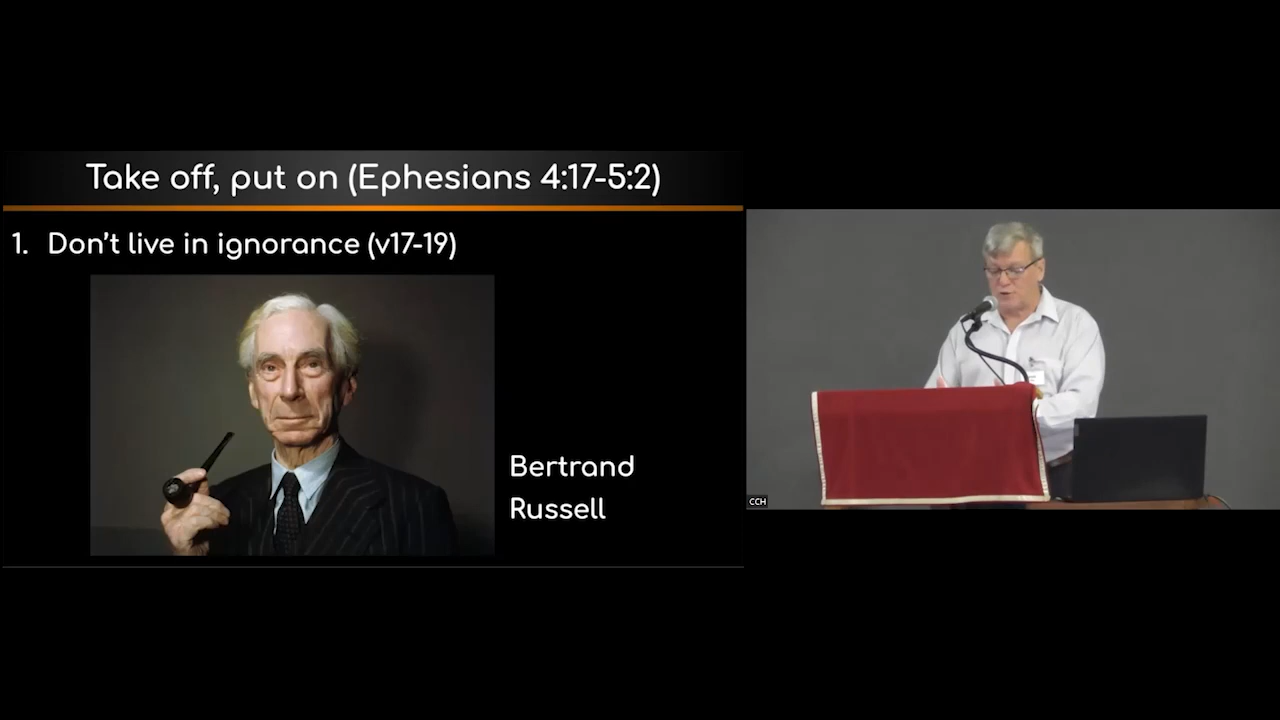 Take off, put on (Ephesians 4:17-5:2)
1. Don't live in ignorance (v17-19)
Bertrand
Russell
CCH